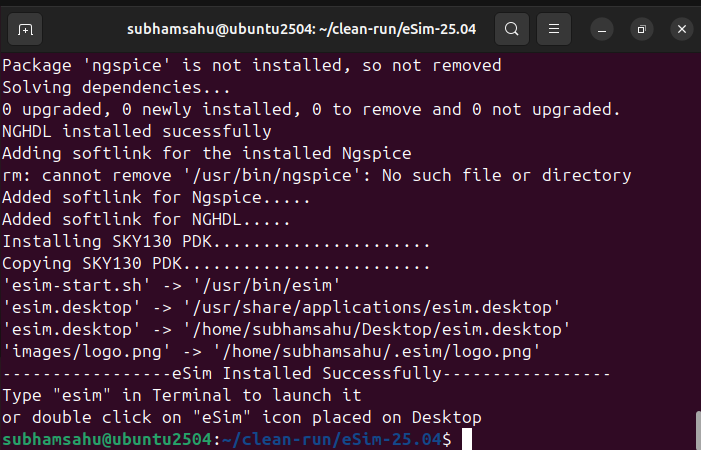 subhamsahu@ubuntu2504: ~/clean-run/eSim-25.04
Package 'ngspice' is not installed, so not removed
Solving dependencies...
0 upgraded, 0 newly installed, 0 to remove and 0 not upgraded.
NGHDL installed sucessfully
Adding softlink for the installed Ngspice
rm: cannot remove '/usr/bin/ngspice': No such file or directory
Added softlink for Ngspice.....
Added softlink for NGHDL.....
Installing SKY130 PDK......................
Copying SKY130 PDK.........................
'esim-start.sh' -> '/usr/bin/esim'
'esim.desktop' -> '/usr/share/applications/esim.desktop'
'esim.desktop' -> '/home/subhamsahu/Desktop/esim.desktop'
'images/logo.png' -> '/home/subhamsahu/.esim/logo.png'
-----------------eSim Installed Successfully-----------------
Type "esim" in Terminal to launch it
or double click on "eSim" icon placed on Desktop
subhamsahu@ubuntu2504:~/clean-run/eSim-25.04$